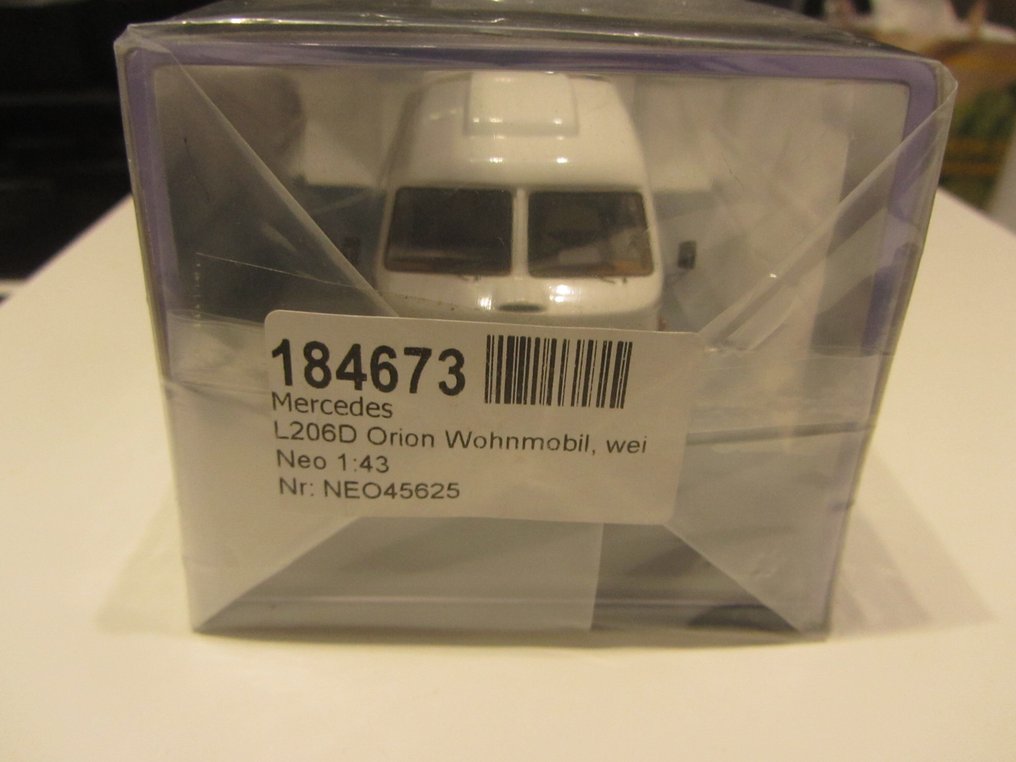 184673
Mercedes
L206D Orion Wohnmobil, wei
Neo 1:43
Nr: NEO45625